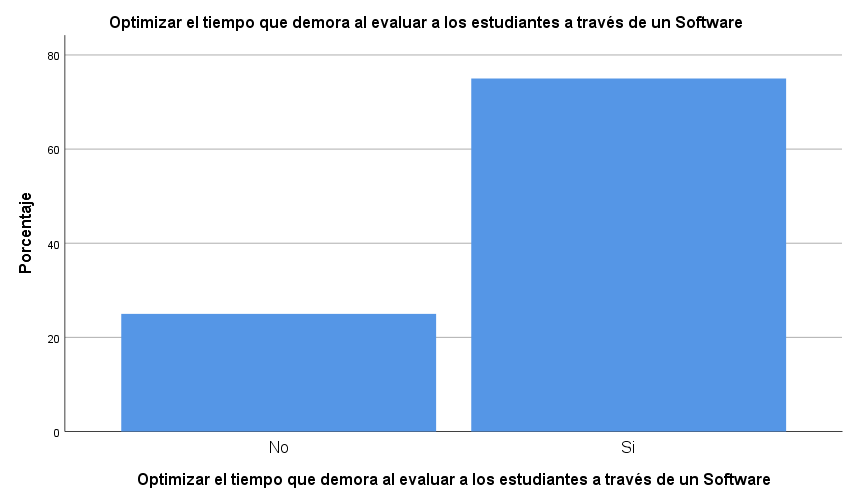 Optimizar el tiempo que demora al evaluar a los estudiantes a través de un Software
80
60
40
20
0
Porcentaje
No
Si
Optimizar el tiempo que demora al evaluar a los estudiantes a través de un Software